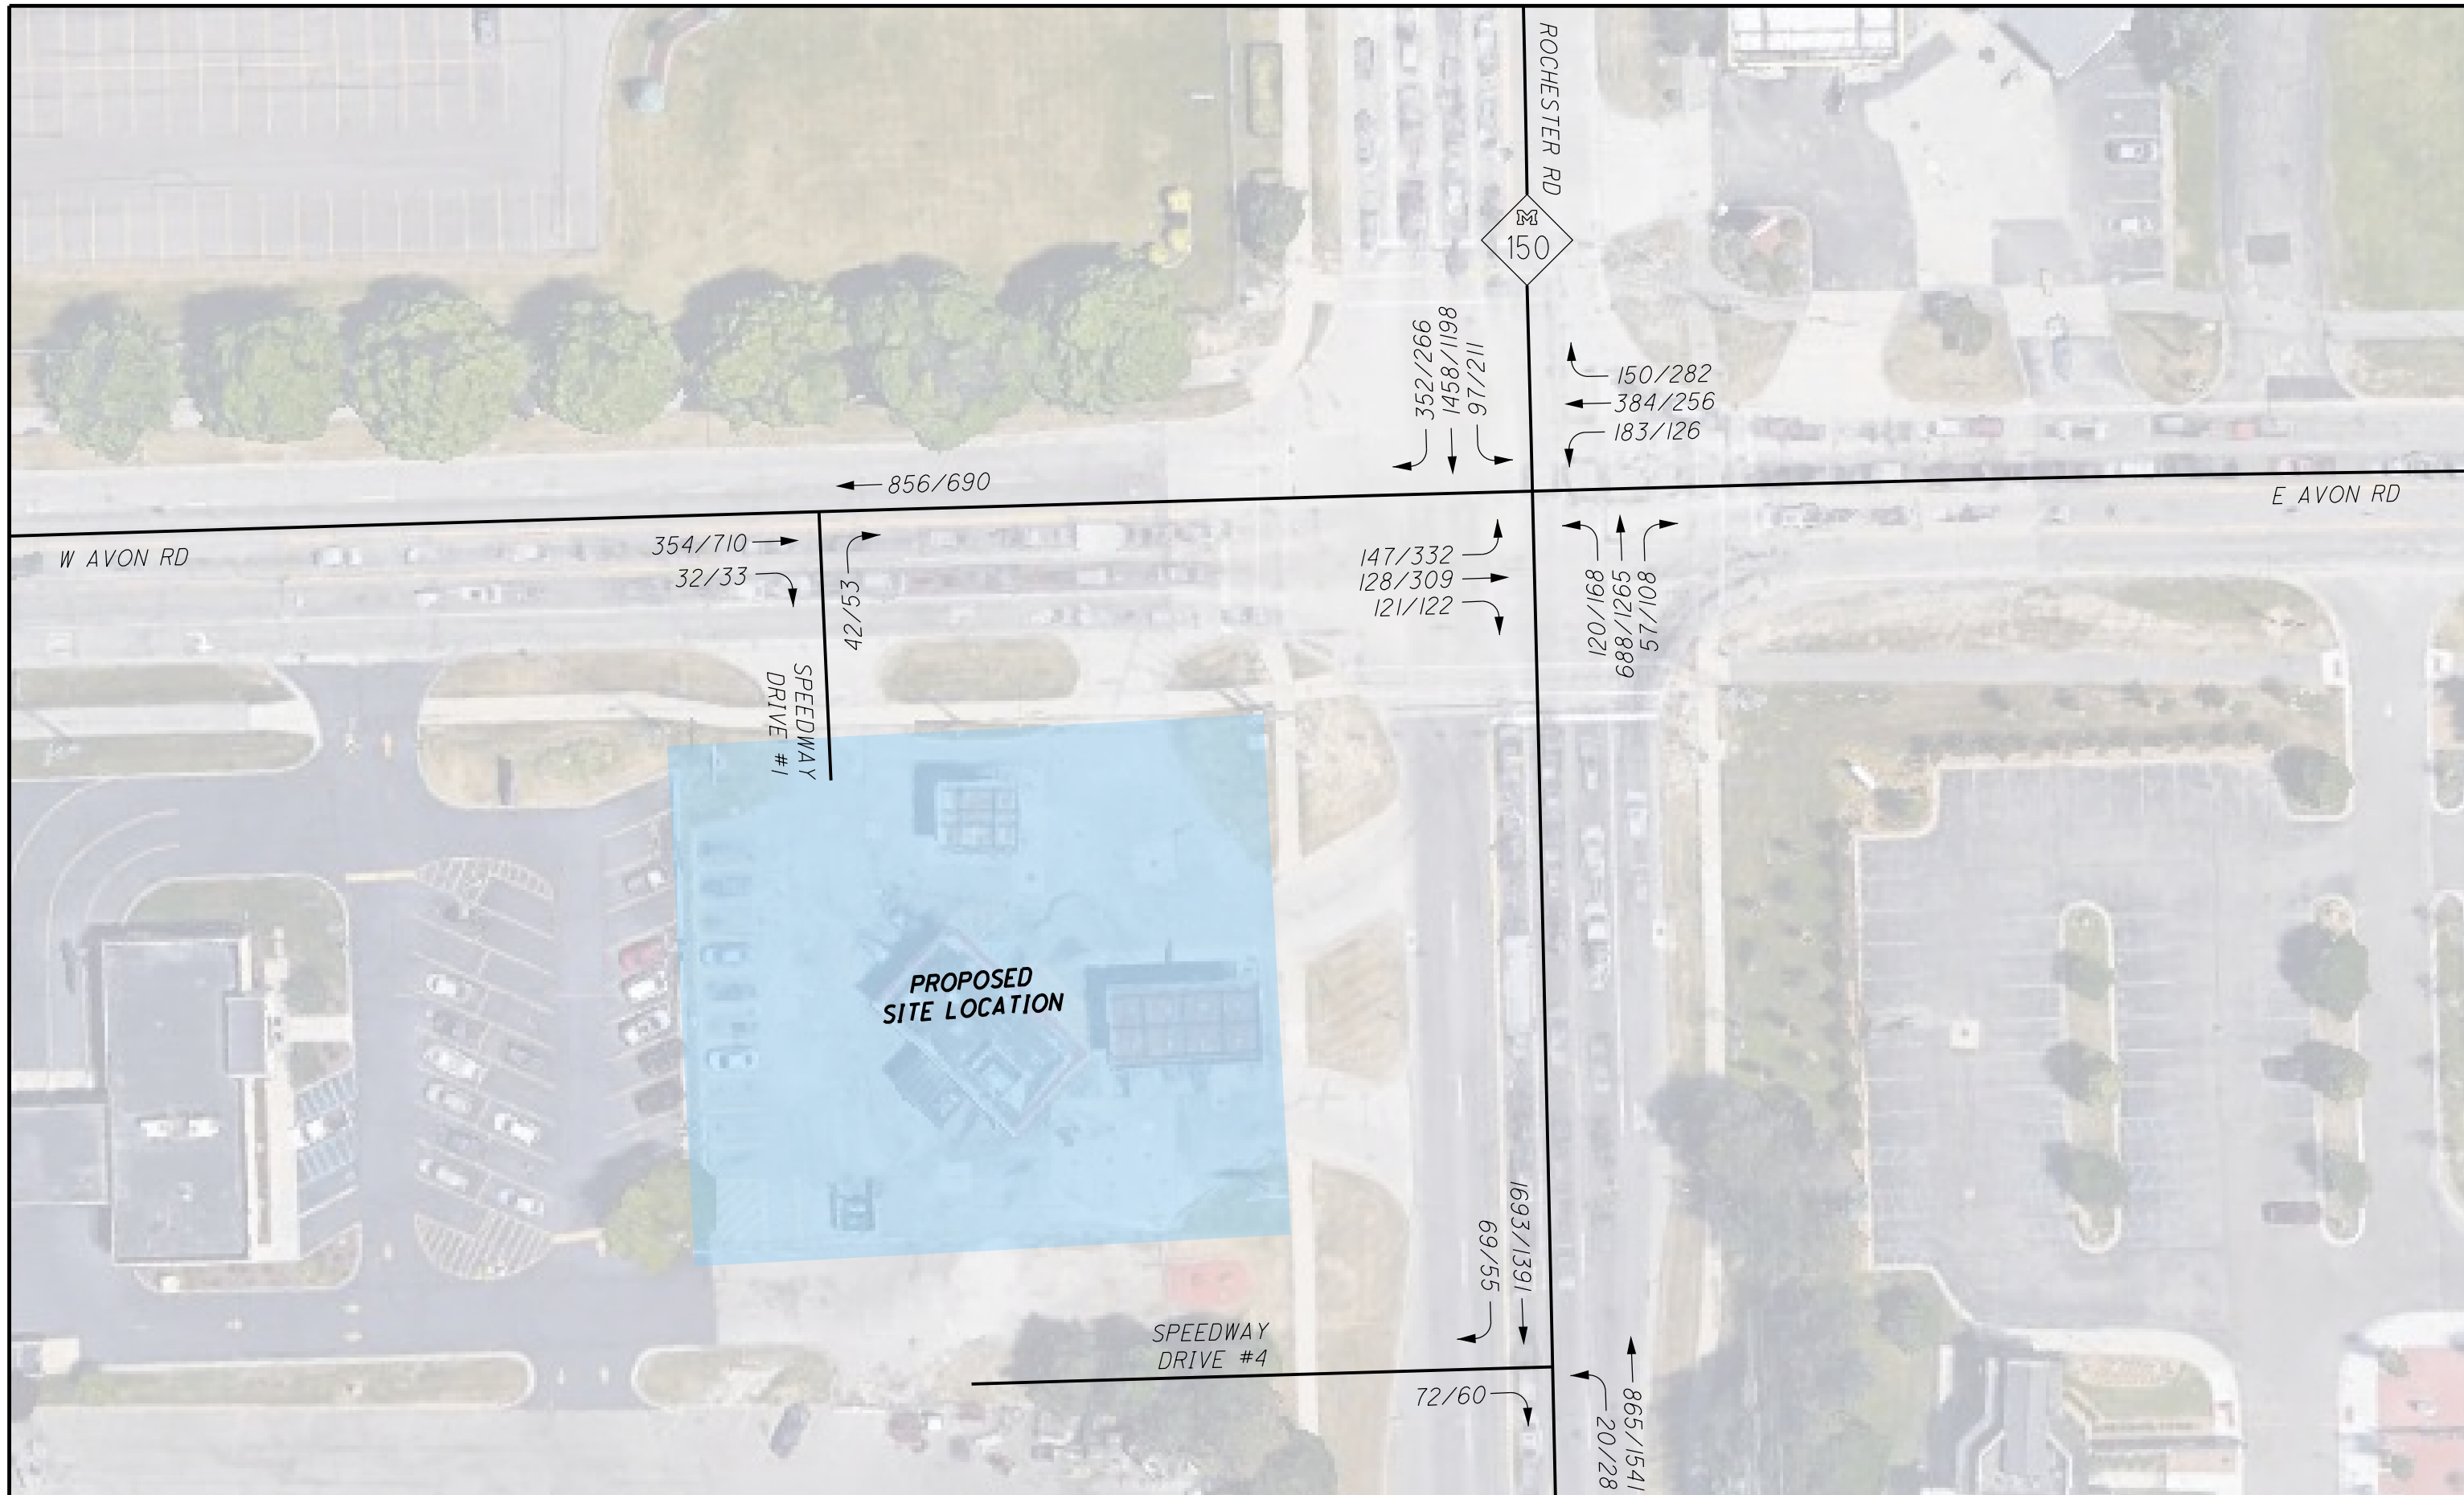 ROCHESTER RD
M
150
352/266
1458/1198
97/211
150/282
384/256
183/126
856/690
E AVON RD
W AVON RD
354/710
32/33
42/53
147/332
128/309
121/122
120/168
688/1265
57/108
SPEEDWAY
DRIVE #1
PROPOSED
SITE LOCATION
69/55
1693/1391
SPEEDWAY
DRIVE #4
72/60
20/28
865/1541